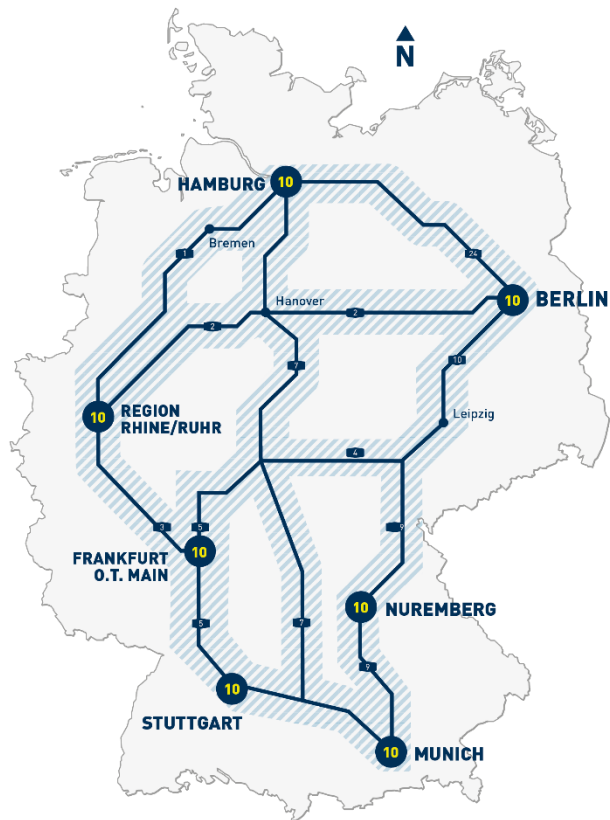 N
HAMBURG
10
Bremen
1
24
Hanover
2
2
10
BERLIN
7
10
10
REGION
RHINE/RUHR
Leipzig
4
3
5
9
FRANKFURT
O.T. MAIN
10
10
NUREMBERG
5
7
9
10
STUTTGART
10
MUNICH